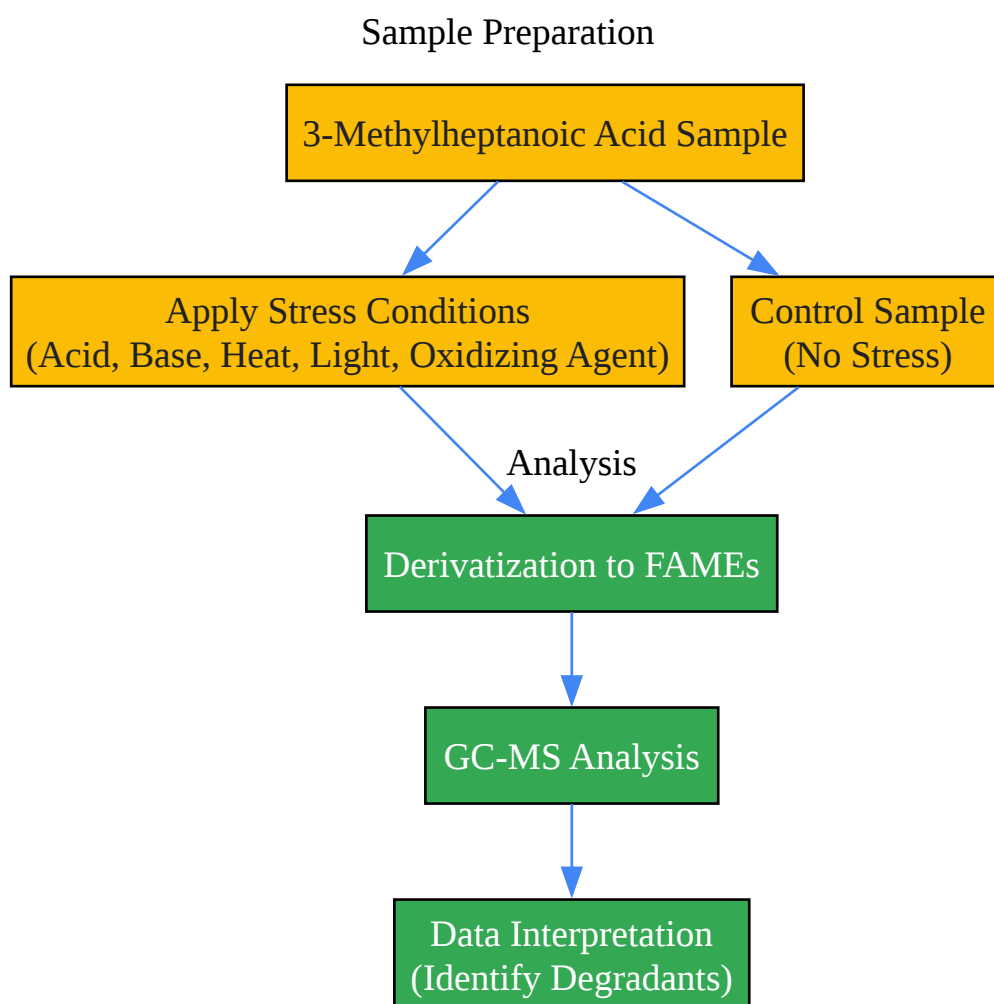 Sample Preparation
3-Methylheptanoic Acid Sample
Apply Stress Conditions
(Acid, Base, Heat, Light, Oxidizing Agent)
Control Sample
(No Stress)
Analysis
Derivatization to FAMEs
GC-MS Analysis
Data Interpretation
(Identify Degradants)